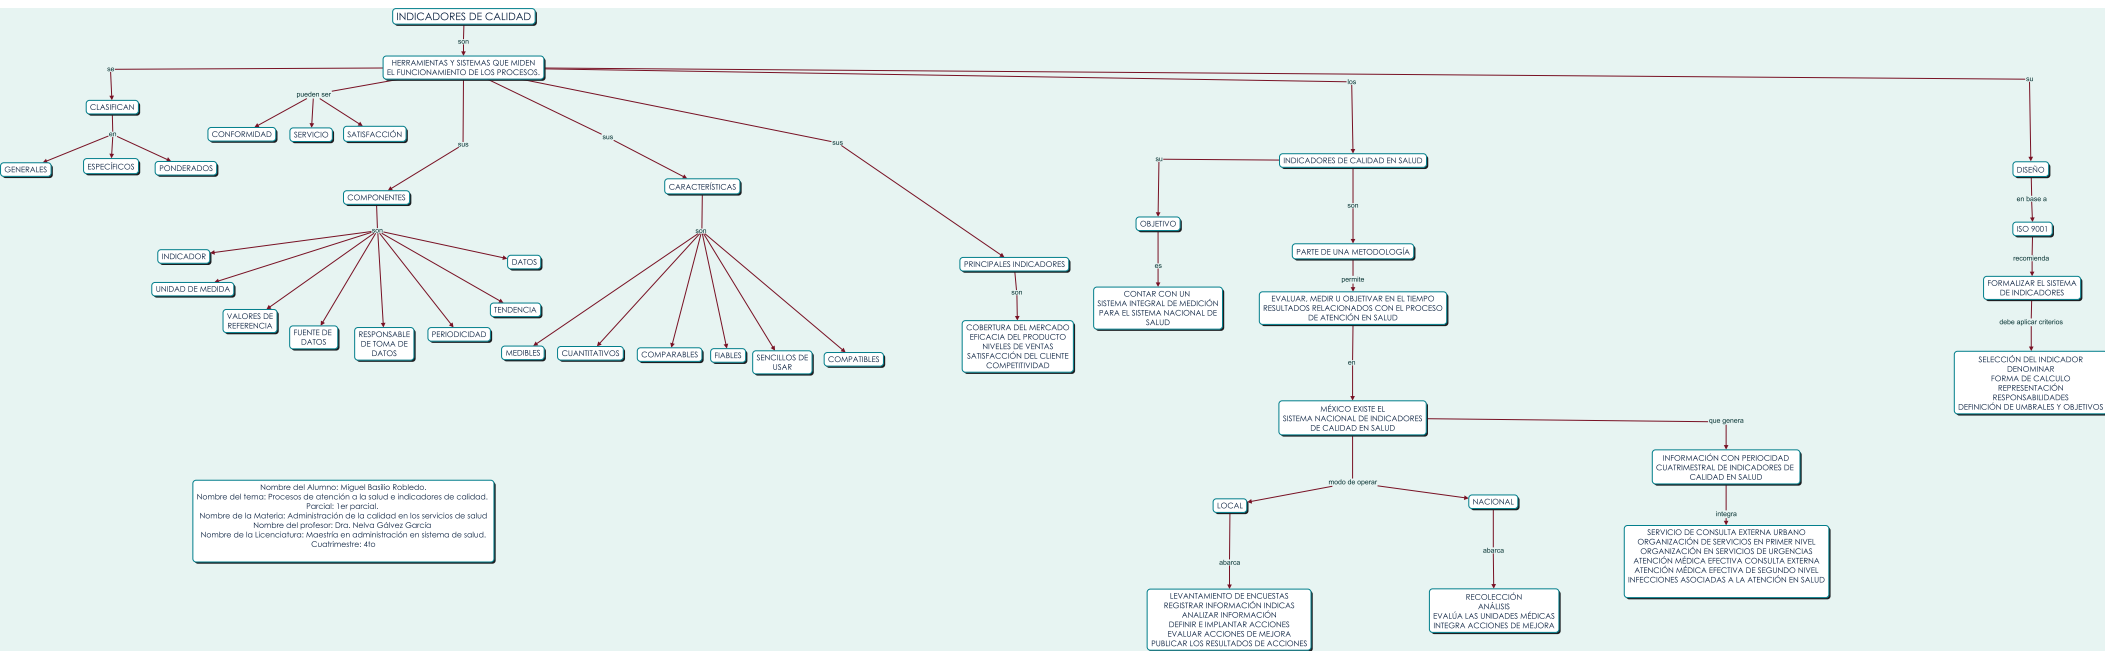 INDICADORES DE CALIDAD
son
HERRAMIENTAS Y SISTEMAS QUE MIDEN
EL FUNCIONAMIENTO DE LOS PROCESOS.
se
CLASIFICAN
en
GENERALES
ESPECÍFICOS
PONDERADOS
pueden ser
CONFORMIDAD
SERVICIO
SATISFACCIÓN
sus
COMPONENTES
son
INDICADOR
UNIDAD DE MEDIDA
VALORES DE
REFERENCIA
FUENTE DE
DATOS
RESPONSABLE
DE TOMA DE
DATOS
PERIODICIDAD
TENDENCIA
DATOS
sus
CARACTERÍSTICAS
son
MEDIBLES
CUANTITATIVOS
COMPARABLES
FIABLES
SENCILLOS DE
USAR
COMPATIBLES
sus
PRINCIPALES INDICADORES
son
COBERTURA DEL MERCADO
EFICACIA DEL PRODUCTO
NIVELES DE VENTAS
SATISFACCIÓN DEL CLIENTE
COMPETITIVIDAD
los
INDICADORES DE CALIDAD EN SALUD
su
OBJETIVO
es
CONTAR CON UN
SISTEMA INTEGRAL DE MEDICIÓN
PARA EL SISTEMA NACIONAL DE
SALUD
son
PARTE DE UNA METODOLOGÍA
permite
EVALUAR, MEDIR U OBJETIVAR EN EL TIEMPO
RESULTADOS RELACIONADOS CON EL PROCESO
DE ATENCIÓN EN SALUD
en
MÉXICO EXISTE EL
SISTEMA NACIONAL DE INDICADORES
DE CALIDAD EN SALUD
modo de operar
LOCAL
abarca
LEVANTAMIENTO DE ENCUESTAS
REGISTRAR INFORMACIÓN INDICAS
ANALIZAR INFORMACIÓN
DEFINIR E IMPLANTAR ACCIONES
EVALUAR ACCIONES DE MEJORA
PUBLICAR LOS RESULTADOS DE ACCIONES
NACIONAL
abarca
RECOLECCIÓN
ANÁLISIS
EVALÚA LAS UNIDADES MÉDICAS
INTEGRA ACCIONES DE MEJORA
que genera
INFORMACIÓN CON PERIOCIDAD
CUATRIMESTRAL DE INDICADORES DE
CALIDAD EN SALUD
integra
SERVICIO DE CONSULTA EXTERNA URBANO
ORGANIZACIÓN DE SERVICIOS EN PRIMER NIVEL
ORGANIZACIÓN EN SERVICIOS DE URGENCIAS
ATENCIÓN MÉDICA EFECTIVA CONSULTA EXTERNA
ATENCIÓN MÉDICA EFECTIVA DE SEGUNDO NIVEL
INFECCIONES ASOCIADAS A LA ATENCIÓN EN SALUD
su
DISEÑO
en base a
ISO 9001
recomienda
FORMALIZAR EL SISTEMA
DE INDICADORES
debe aplicar criterios
SELECCIÓN DEL INDICADOR
DENOMINAR
FORMA DE CALCULO
REPRESENTACIÓN
RESPONSABILIDADES
DEFINICIÓN DE UMBRALES Y OBJETIVOS
Nombre del Alumno: Miguel Basilio Robledo.
Nombre del tema: Procesos de atención a la salud e indicadores de calidad.
Parcial: 1er parcial.
Nombre de la Materia: Administración de la calidad en los servicios de salud
Nombre del profesor: Dra. Nelva Gálvez García
Nombre de la Licenciatura: Maestría en administración en sistema de salud.
Cuatrimestre: 4to